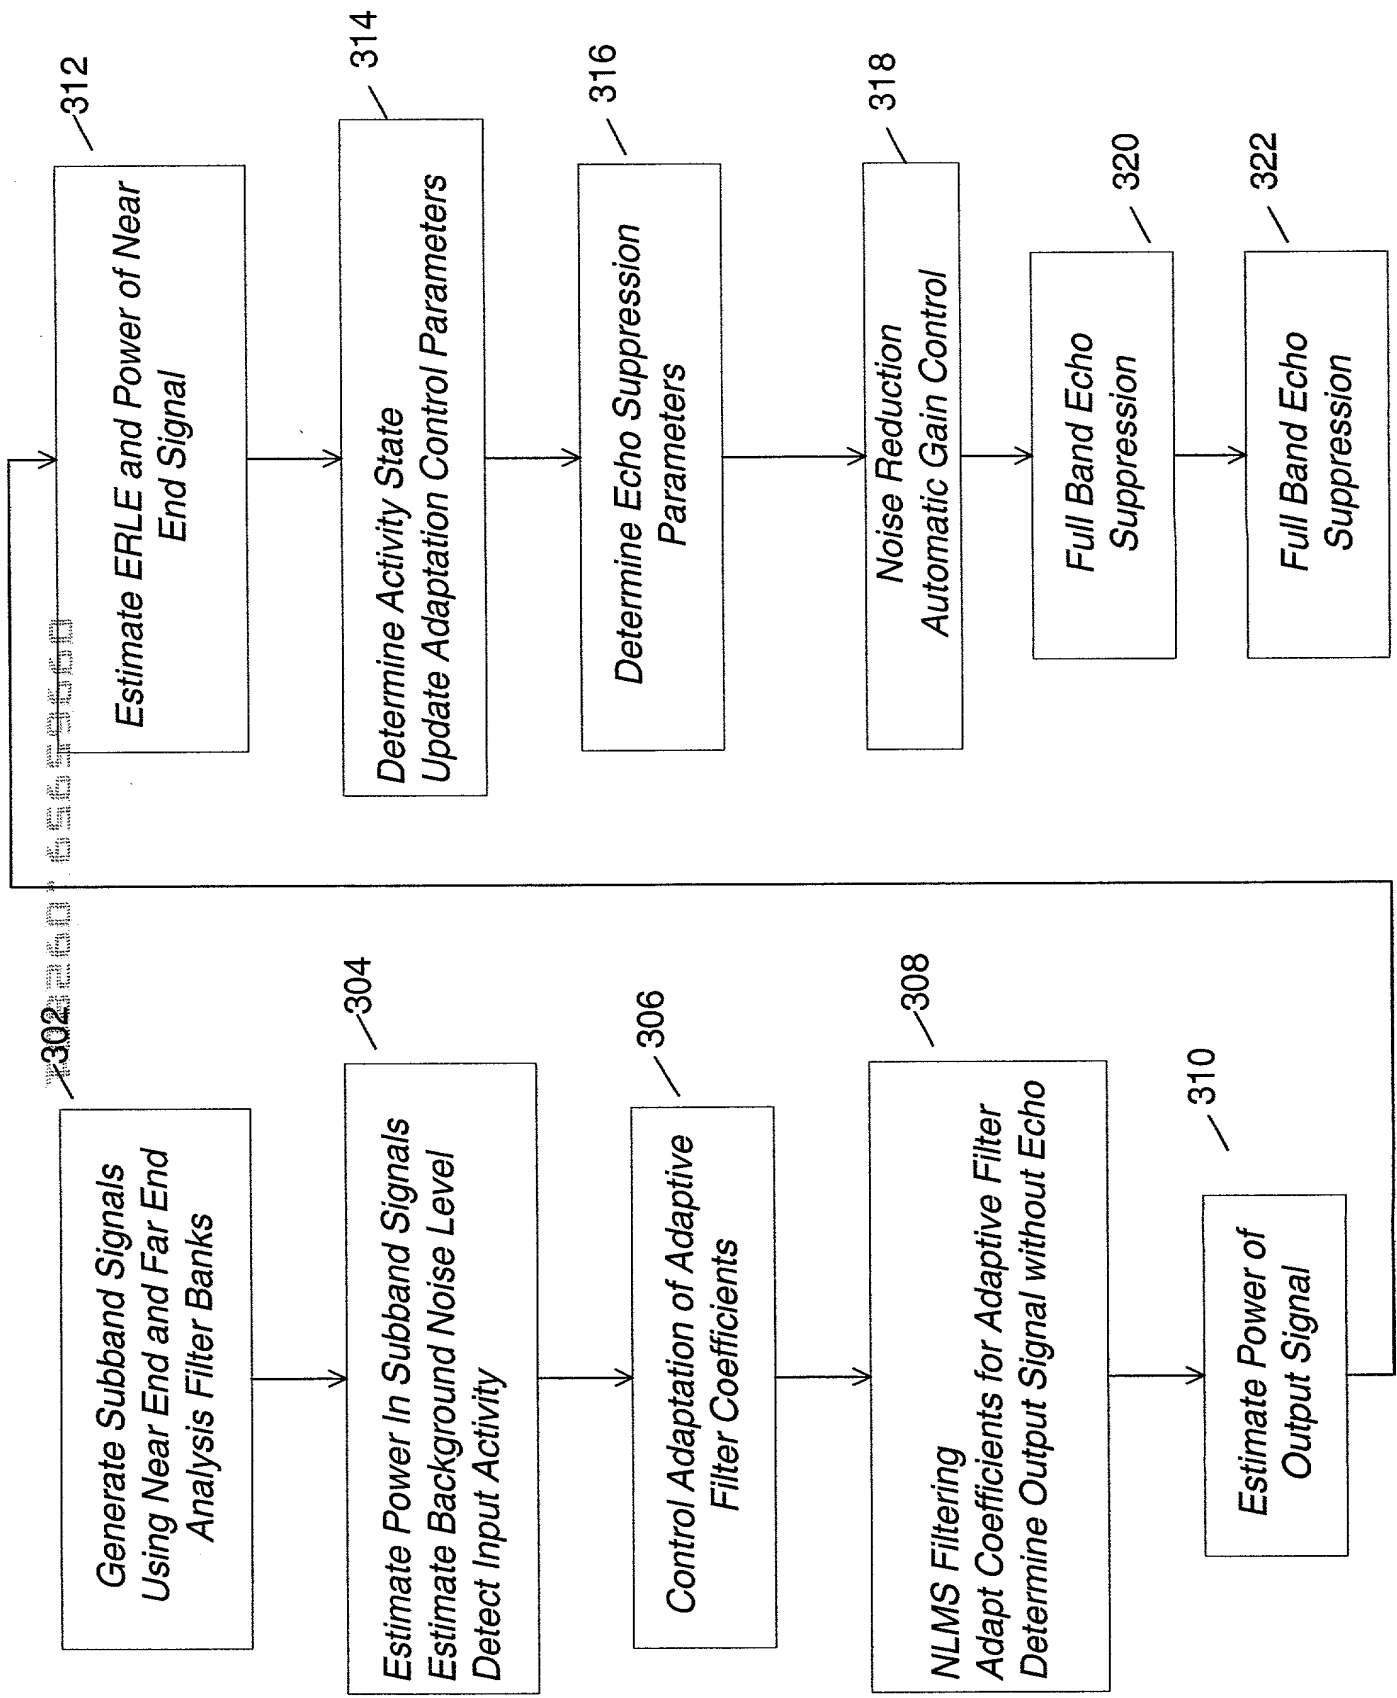 302
Generate Subband Signals
Using Near End and Far End
Analysis Filter Banks
304
Estimate Power In Subband Signals
Estimate Background Noise Level
Detect Input Activity
306
Control Adaptation of Adaptive
Filter Coefficients
308
NLMS Filtering
Adapt Coefficients for Adaptive Filter
Determine Output Signal without Echo
310
Estimate Power of
Output Signal
312
Estimate ERLE and Power of Near
End Signal
314
Determine Activity State
Update Adaptation Control Parameters
316
Determine Echo Suppression
Parameters
318
Noise Reduction
Automatic Gain Control
320
Full Band Echo
Suppression
322
Full Band Echo
Suppression